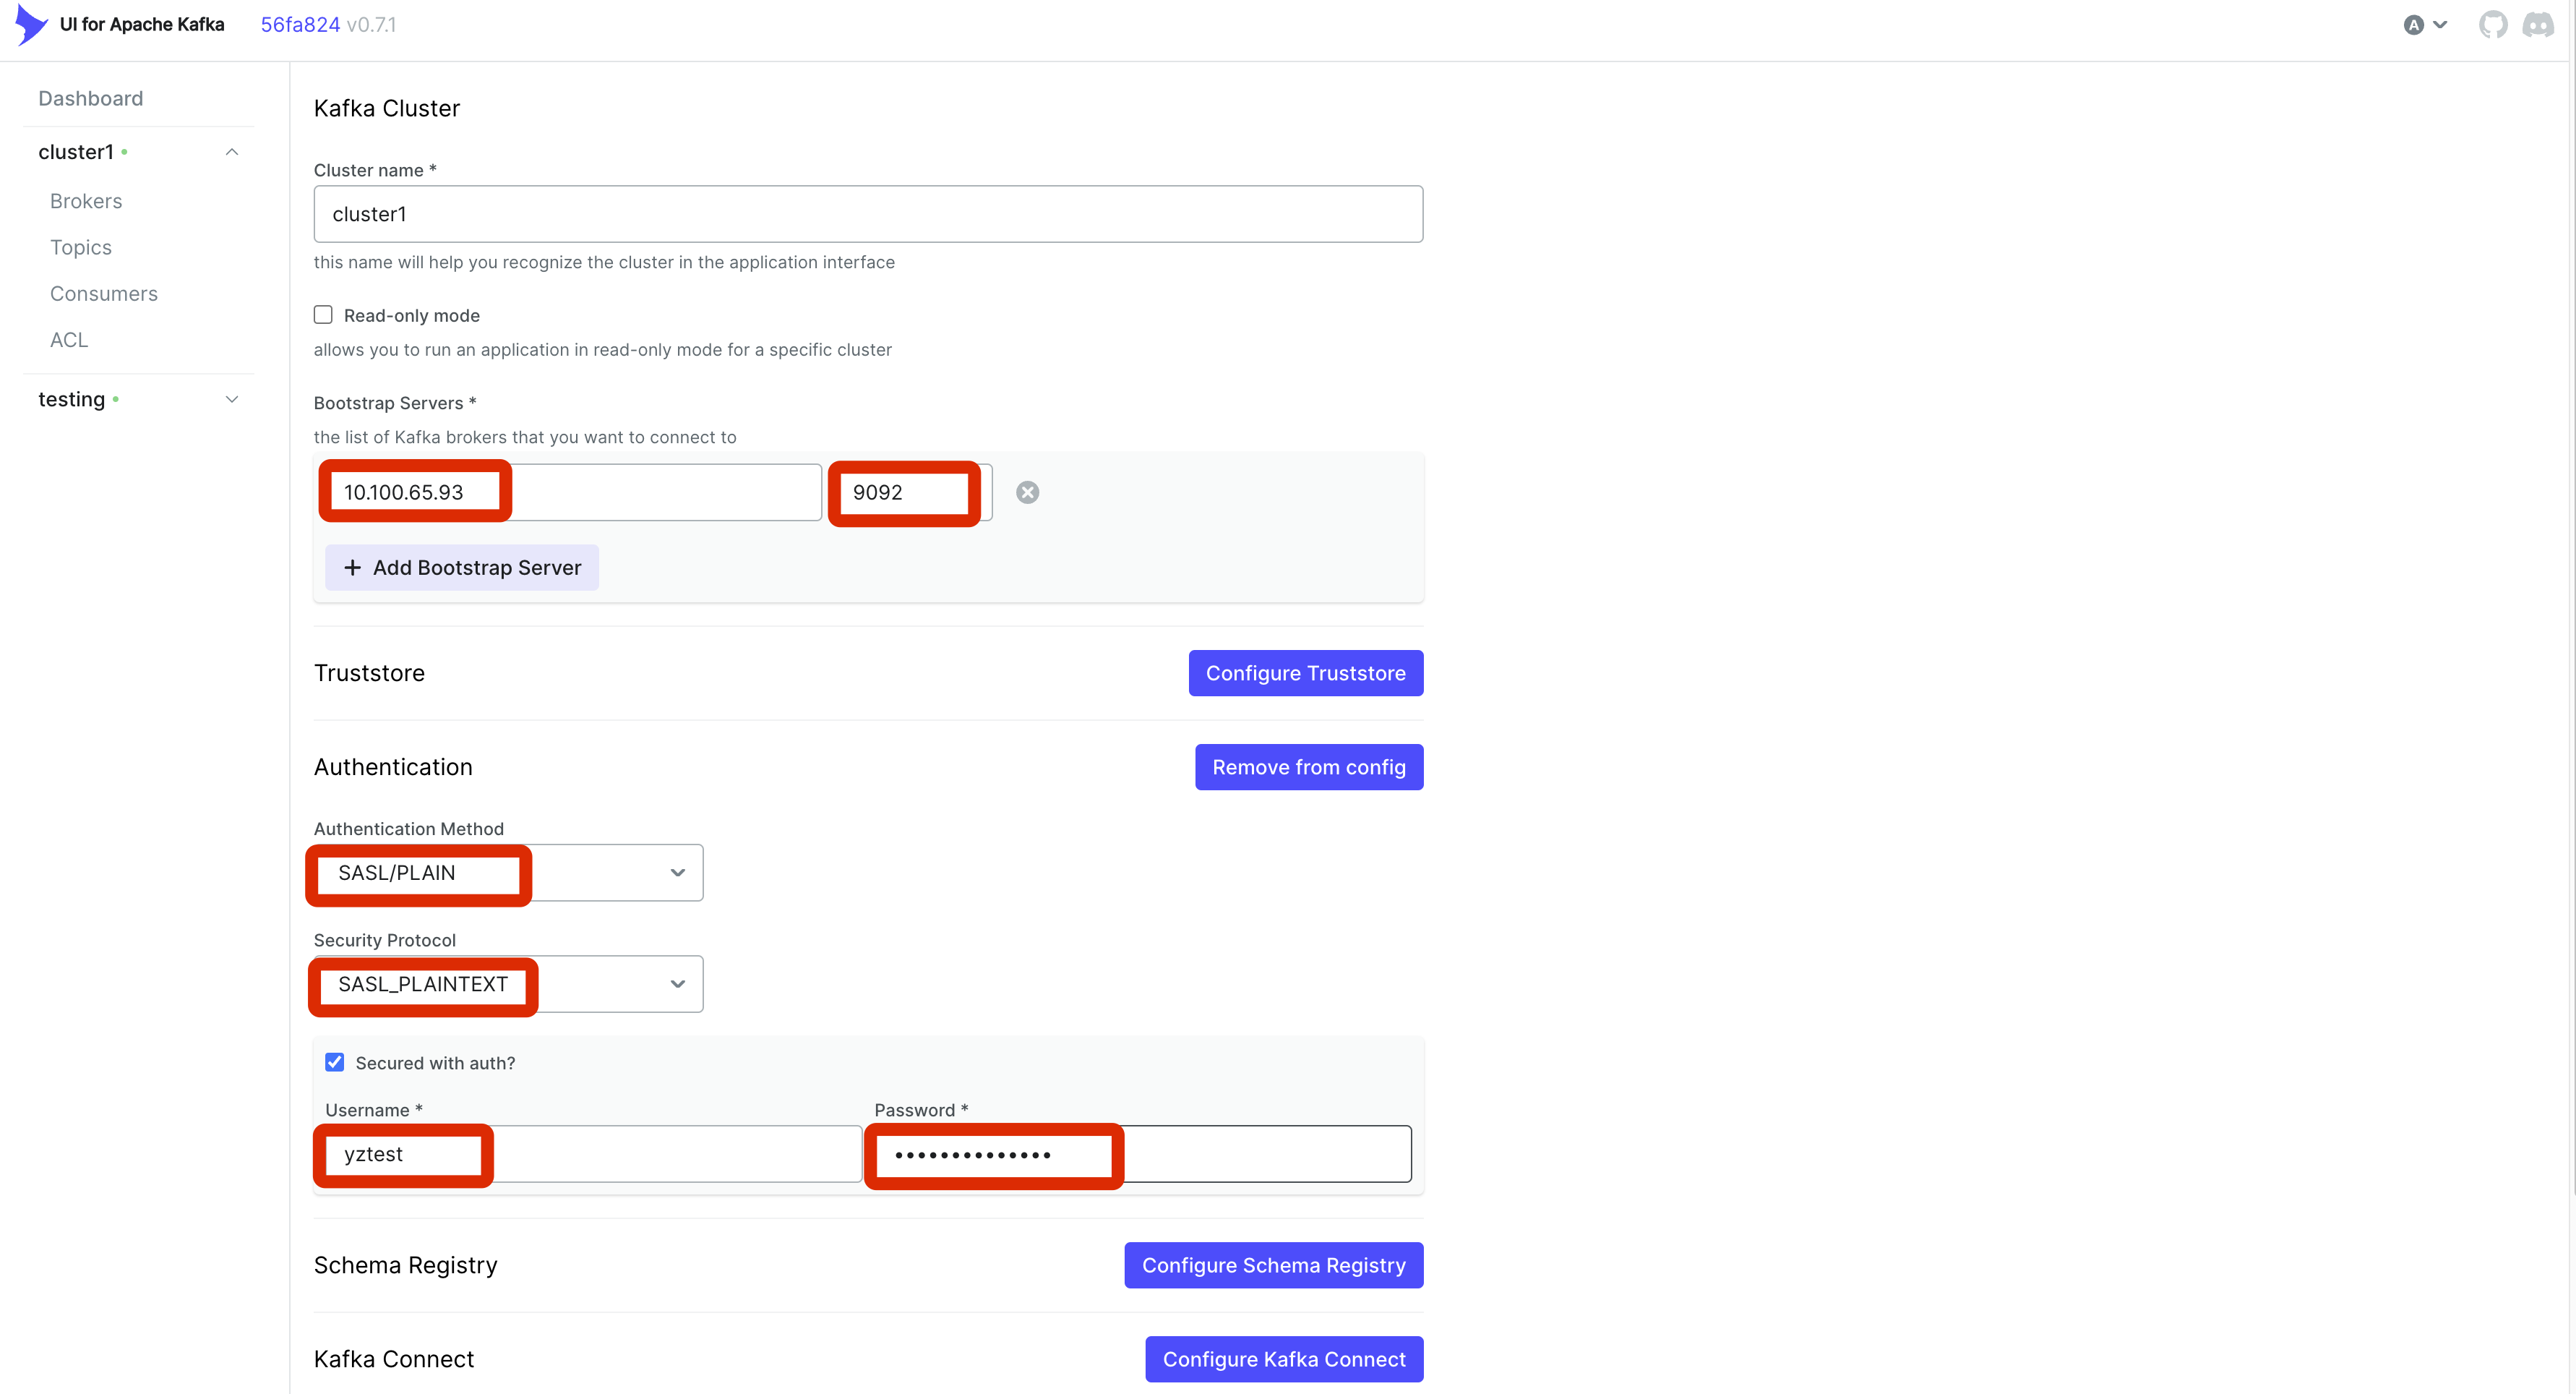 UI for Apache Kafka 56fa824 v0.7.1 A
Dashboard
cluster1
Brokers
Topics
Consumers
ACL
testing
Kafka Cluster
Cluster name *
cluster1
this name will help you recognize the cluster in the application interface
Read-only mode
allows you to run an application in read-only mode for a specific cluster
Bootstrap Servers *
the list of Kafka brokers that you want to connect to
10.100.65.93 9092
Add Bootstrap Server
Truststore Configure Truststore
Authentication Remove from config
Authentication Method
SASL/PLAIN
Security Protocol
SASL_PLAINTEXT
Secured with auth?
Username * Password *
yztest ••••••••••••••
Schema Registry Configure Schema Registry
Kafka Connect Configure Kafka Connect